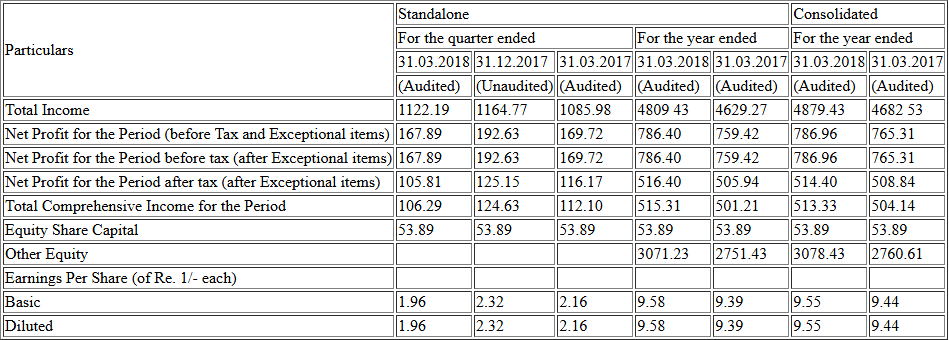 Particulars Standalone Consolidated
For the quarter ended For the year ended For the year ended
31.03.2018 31.12.2017 31.03.2017 31.03.2018 31.03.2017 31.03.2018 31.03.2017
(Audited) (Unaudited) (Audited) (Audited) (Audited) (Audited) (Audited)
Total Income 1122.19 1164.77 1085.98 4809 43 4629.27 4879.43 4682 53
Net Profit for the Period (before Tax and Exceptional items) 167.89 192.63 169.72 786.40 759.42 786.96 765.31
Net Profit for the Period before tax (after Exceptional items) 167.89 192.63 169.72 786.40 759.42 786.96 765.31
Net Profit for the Period after tax (after Exceptional items) 105.81 125.15 116.17 516.40 505.94 514.40 508.84
Total Comprehensive Income for the Period 106.29 124.63 112.10 515.31 501.21 513.33 504.14
Equity Share Capital 53.89 53.89 53.89 53.89 53.89 53.89 53.89
Other Equity 3071.23 2751.43 3078.43 2760.61
Earnings Per Share (of Re. 1/- each)
Basic 1.96 2.32 2.16 9.58 9.39 9.55 9.44
Diluted 1.96 2.32 2.16 9.58 9.39 9.55 9.44